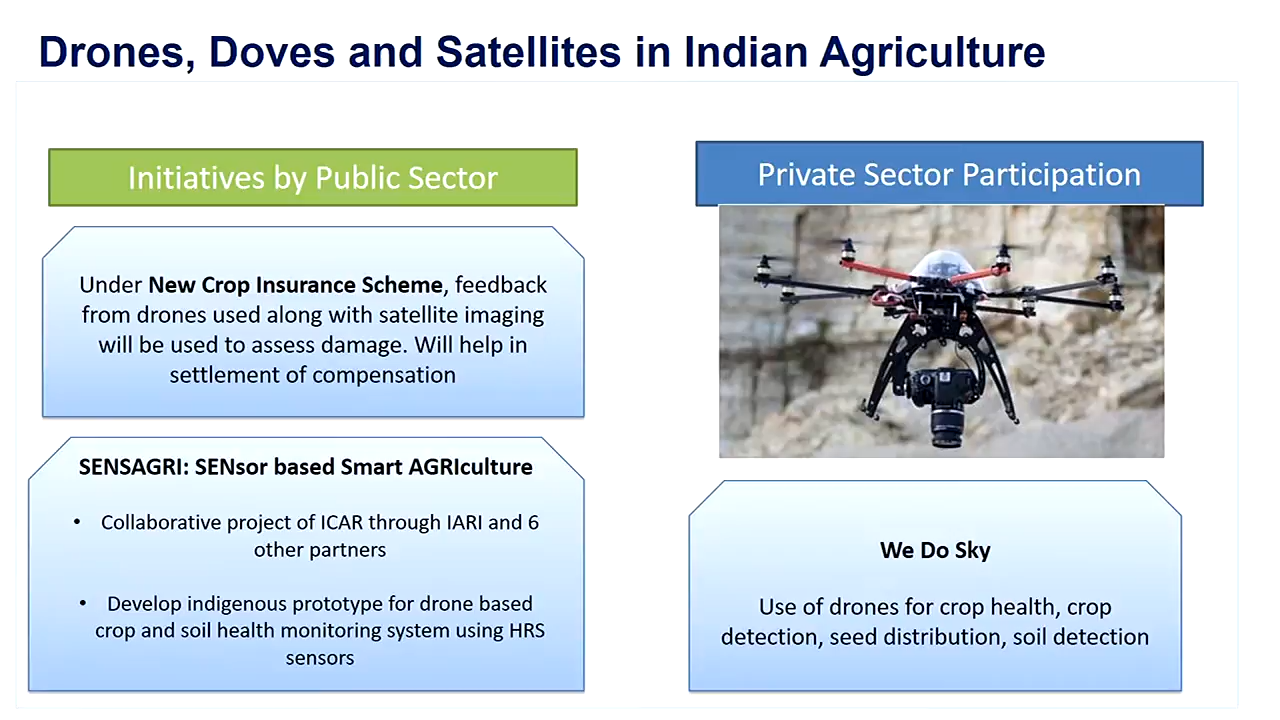 Drones, Doves and Satellites in Indian Agriculture
Initiatives by Public Sector
Under New Crop Insurance Scheme, feedback
from drones used along with satellite imaging
will be used to assess damage. Will help in
settlement of compensation
SENSAGRI: SENsor based Smart AGRIculture
• Collaborative project of ICAR through IARI and 6
other partners
• Develop indigenous prototype for drone based
crop and soil health monitoring system using HRS
sensors
Private Sector Participation
We Do Sky
Use of drones for crop health, crop
detection, seed distribution, soil detection